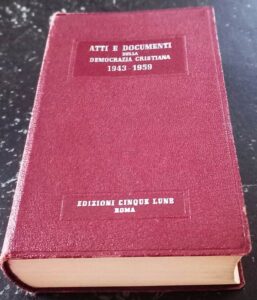 ATTI E DOCUMENTI
DELLA
DEMOCRAZIA CRISTIANA
1943-1959
EDIZIONI CINQUE LUNE
ROMA